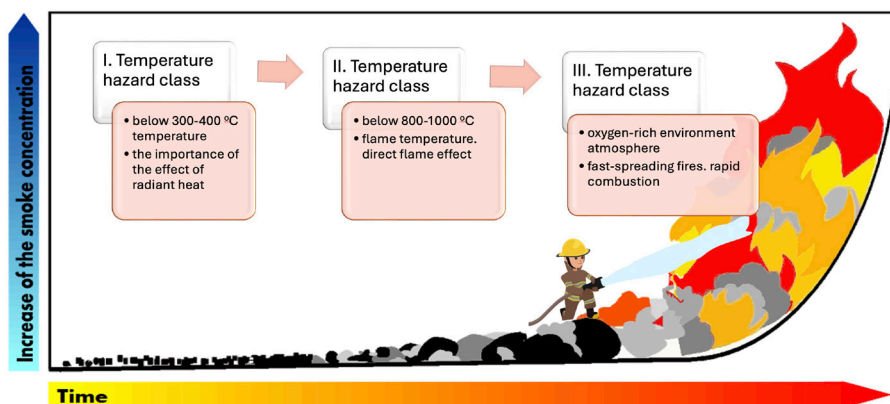 Increase of the smoke concentration
I. Temperature
hazard class
• below 300-400 ºC
temperature
• the importance of
the effect of
radiant heat
II. Temperature
hazard class
• below 800-1000 ºC
• flame temperature.
direct flame effect
III. Temperature
hazard class
• oxygen-rich environment
atmosphere
• fast-spreading fires. rapid
combustion
Time